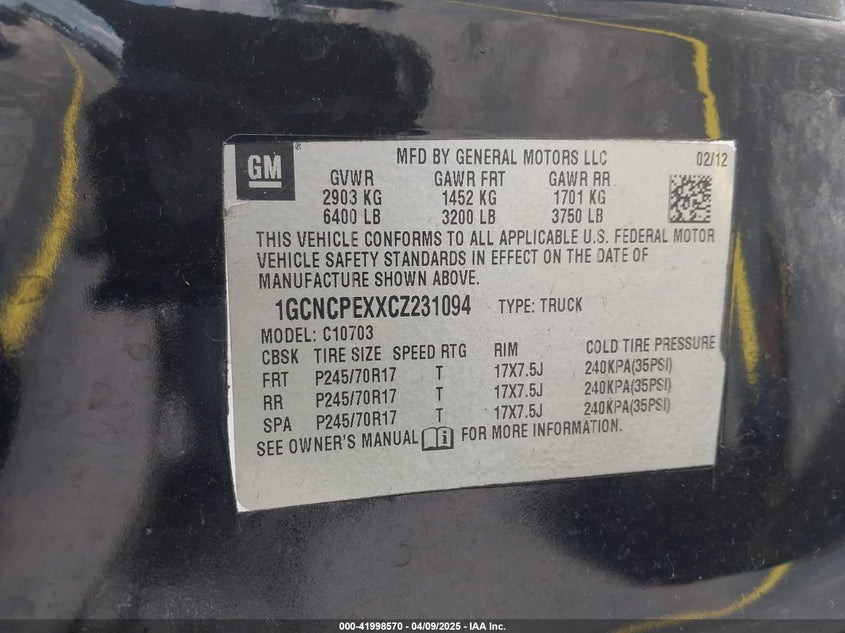 GM
MFD BY GENERAL MOTORS LLC 02/12
GVWR GAWR FRT GAWR RR
2903 KG 1452 KG 1701 KG
6400 LB 3200 LB 3750 LB
THIS VEHICLE CONFORMS TO ALL APPLICABLE U.S. FEDERAL MOTOR
VEHICLE SAFETY STANDARDS IN EFFECT ON THE DATE OF
MANUFACTURE SHOWN ABOVE.
1GCNCPEXXCZ231094 TYPE: TRUCK
MODEL: C10703
CBSK TIRE SIZE SPEED RTG RIM COLD TIRE PRESSURE
FRT P245/70R17 T 17X7.5J 240KPA(35PSI)
RR P245/70R17 T 17X7.5J 240KPA(35PSI)
SPA P245/70R17 T 17X7.5J 240KPA(35PSI)
SEE OWNER'S MANUAL FOR MORE INFORMATION.
000-41998570 - 04/09/2025 - IAA Inc.